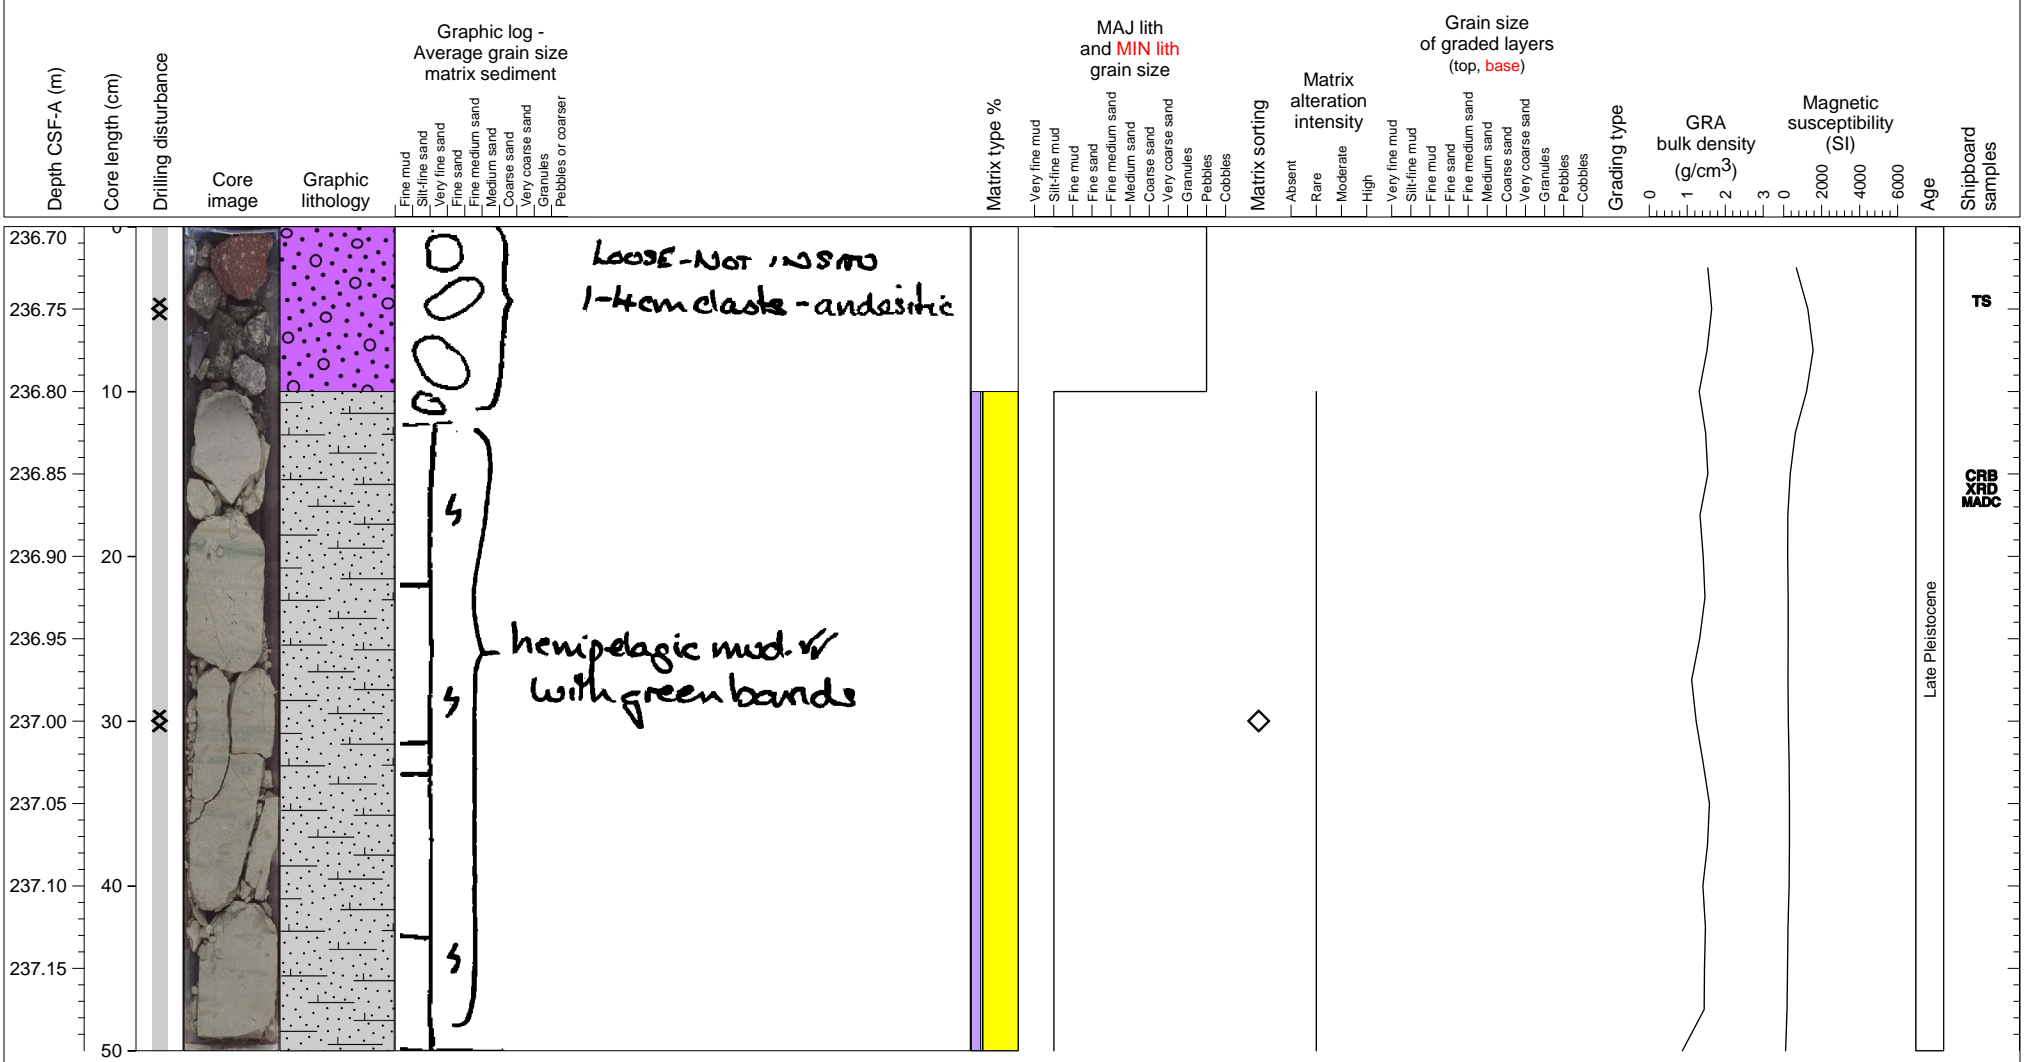 Depth CSF-A (m)
Core length (cm)
Drilling disturbance
Core
image
Graphic
lithology
Graphic log -
Average grain size
matrix sediment
Fine mud
Silt-fine sand
Very fine sand
Fine sand
Fine medium sand
Medium sand
Coarse sand
Very coarse sand
Granules
Pebbles or coarser
Matrix type %
MAJ lith
and MIN lith
grain size
Very fine mud
Silt-fine mud
Fine mud
Fine sand
Fine medium sand
Medium sand
Coarse sand
Very coarse sand
Granules
Pebbles
Cobbles
Matrix sorting
Matrix
alteration
intensity
Absent
Rare
Moderate
High
Grain size
of graded layers
(top, base)
Very fine mud
Silt-fine mud
Fine mud
Fine sand
Fine medium sand
Medium sand
Coarse sand
Very coarse sand
Granules
Pebbles
Cobbles
Grading type
GRA
bulk density
(g/cm3)
0 1 2 3
Magnetic
susceptibility
(SI)
0 2000 4000 6000
Age
Shipboard
samples
236.70
236.75
236.80
236.85
236.90
236.95
237.00
237.05
237.10
237.15
0
10
20
30
40
50
LOOSE-NOT INSITU
1-4cm clasts - andesitic
hemipelagic mud.
with green bands
Late Pleistocene
TS
CRB
XRD
MADC